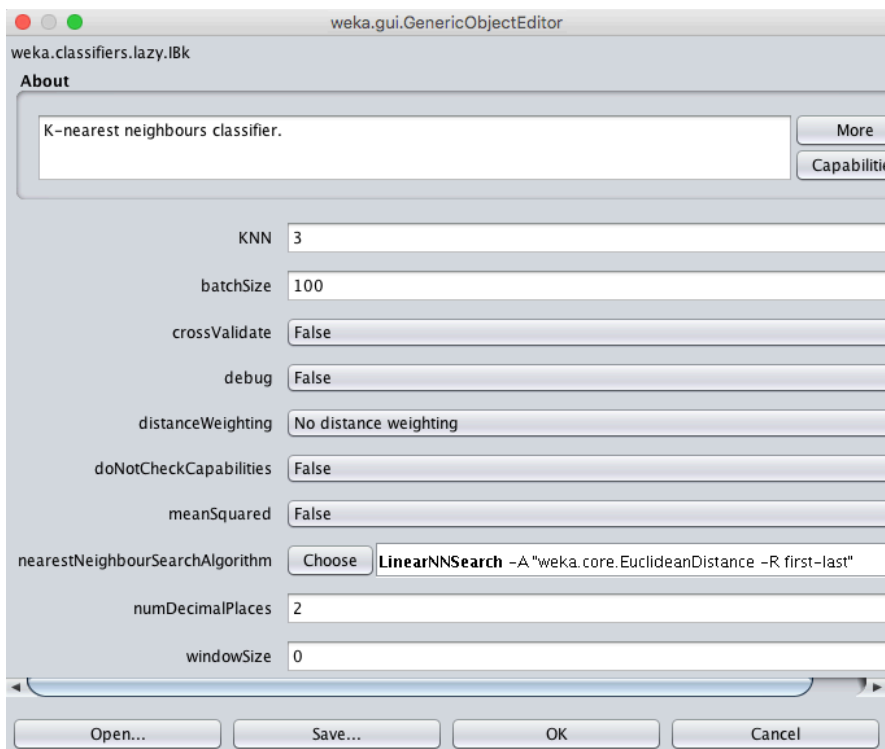 weka.gui.GenericObjectEditor
weka.classifiers.lazy.IBk
About
K-nearest neighbours classifier.
More
Capabilitie
KNN 3
batchSize 100
crossValidate False
debug False
distanceWeighting No distance weighting
doNotCheckCapabilities False
meanSquared False
nearestNeighbourSearchAlgorithm Choose LinearNNSearch -A "weka.core.EuclideanDistance -R first-last"
numDecimalPlaces 2
windowSize 0
Open... Save... OK Cancel